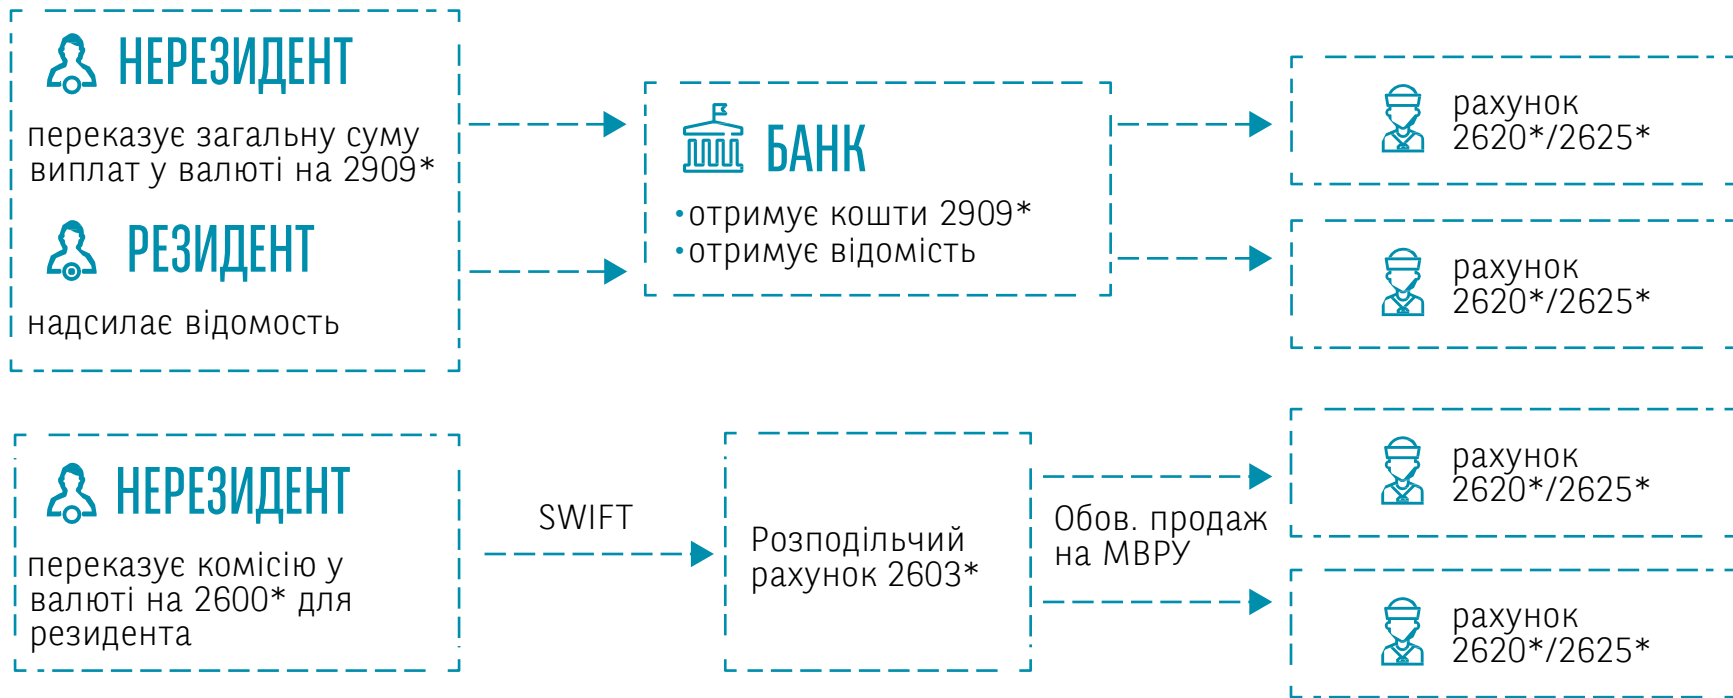 НЕРЕЗИДЕНТ
переказує загальну суму
виплат у валюті на 2909*
РЕЗИДЕНТ
надсилає відомость
БАНК
•отримує кошти 2909*
•отримує відомість
рахунок
2620*/2625*
рахунок
2620*/2625*
НЕРЕЗИДЕНТ
переказує комісію у
валюті на 2600* для
резидента
SWIFT
Розподільчий
рахунок 2603*
Обов. продаж
на МВРУ
рахунок
2620*/2625*
рахунок
2620*/2625*